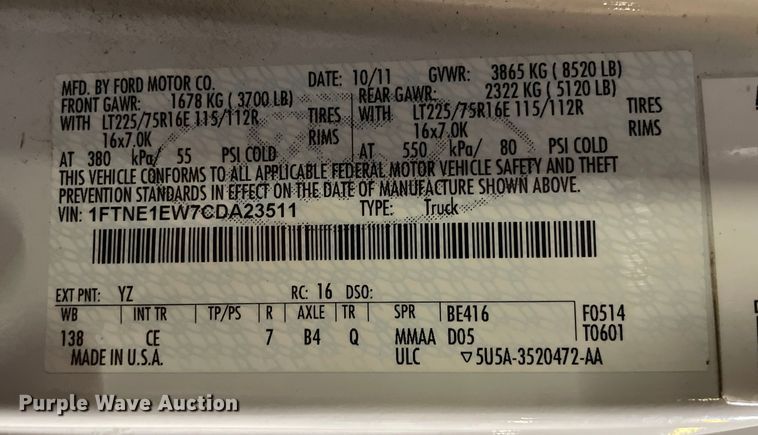 MFD. BY FORD MOTOR CO. DATE: 10/11 GVWR: 3865 KG ( 8520 LB)
FRONT GAWR: 1678 KG ( 3700 LB) REAR GAWR: 2322 KG ( 5120 LB)
WITH LT225/75R16E 115/112R TIRES WITH LT225/75R16E 115/112R TIRES
16x7.0K RIMS 16x7.0K RIMS
AT 380 kPa/ 55 PSI COLD AT 550 kPa/ 80 PSI COLD
THIS VEHICLE CONFORMS TO ALL APPLICABLE FEDERAL MOTOR VEHICLE SAFETY AND THEFT
PREVENTION STANDARDS IN EFFECT ON THE DATE OF MANUFACTURE SHOWN ABOVE.
VIN: 1FTNE1EW7CDA23511 TYPE: Truck
EXT PNT: YZ RC: 16 DSO:
WB INT TR TP/PS R AXLE TR SPR BE416 F0514
138 CE 7 B4 Q MMAA D05 T0601
MADE IN U.S.A. ULC ▽5U5A-3520472-AA
Purple Wave Auction